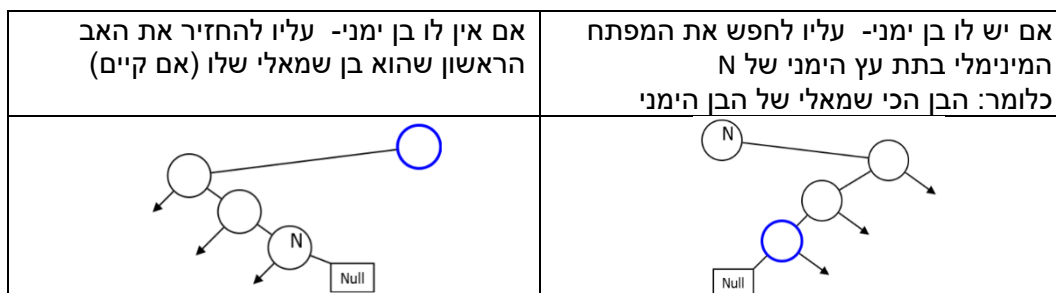 אם יש לו בן ימני- עליו לחפש את המפתח
המינימלי בתת עץ הימני של N
כלומר: הבן הכי שמאלי של הבן הימני
אם אין לו בן ימני- עליו להחזיר את האב
הראשון שהוא בן שמאלי שלו (אם קיים)
N
Null
N
Null